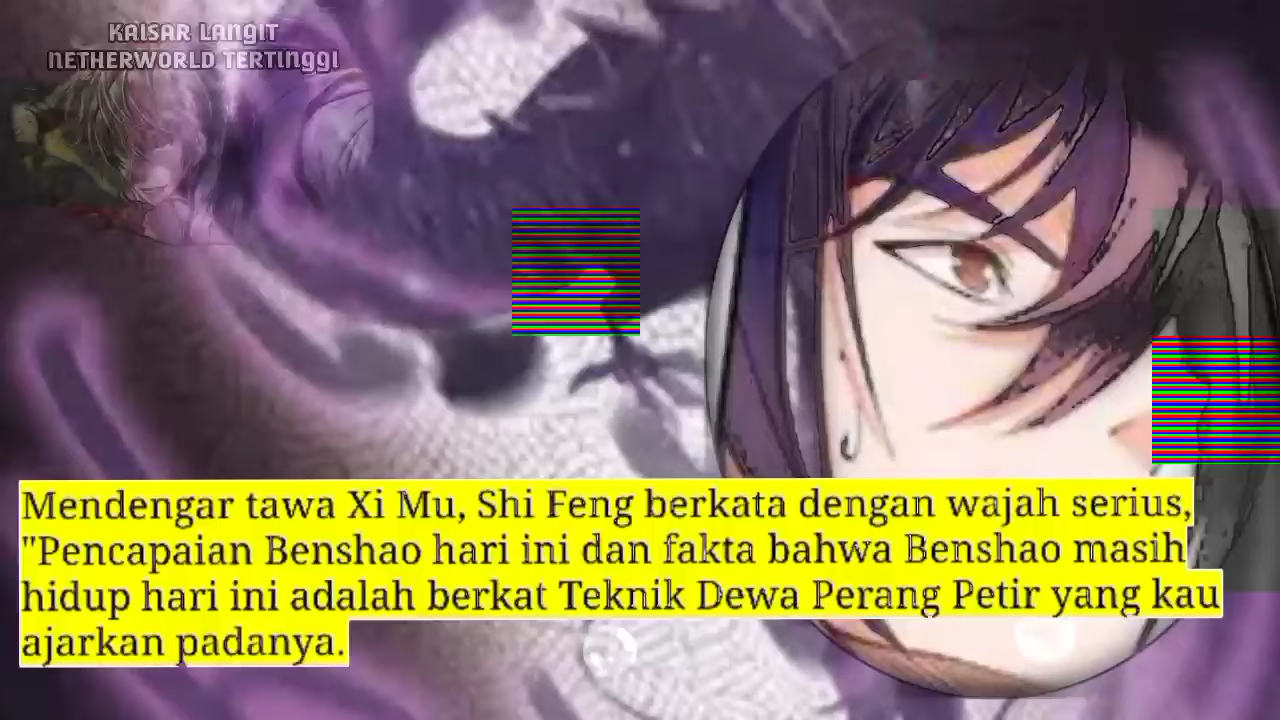 KAISAR LANGIT
NETHERWORLD TERTINGGI
Mendengar tawa Xi Mu, Shi Feng berkata dengan wajah serius,
"Pencapaian Benshao hari ini dan fakta bahwa Benshao masih
hidup hari ini adalah berkat Teknik Dewa Perang Petir yang kau
ajarkan padanya.